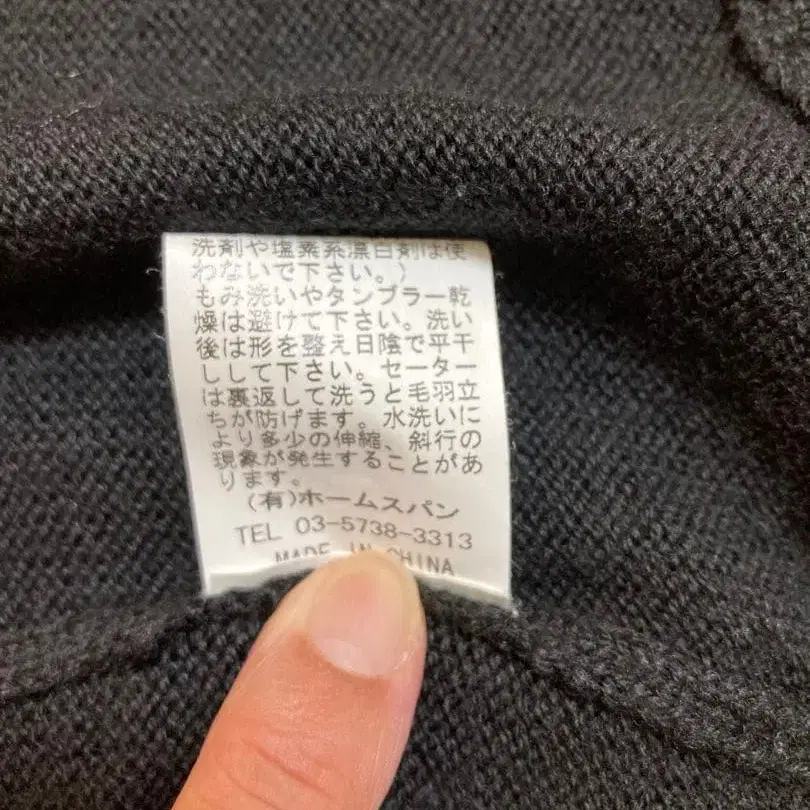 洗剤や塩素系漂白剤は使
わないで下さい。)
もみ洗いやタンブラー乾
燥は避けて下さい。洗い
後は形を整え日陰で平干
しして下さい。セーター
は裏返して洗うと毛羽立
ちが防げます。水洗いに
より多少の伸縮、斜行の
現象が発生することがあ
ります。
(有)ホームスパン
TEL 03-5738-3313
MADE IN CHINA